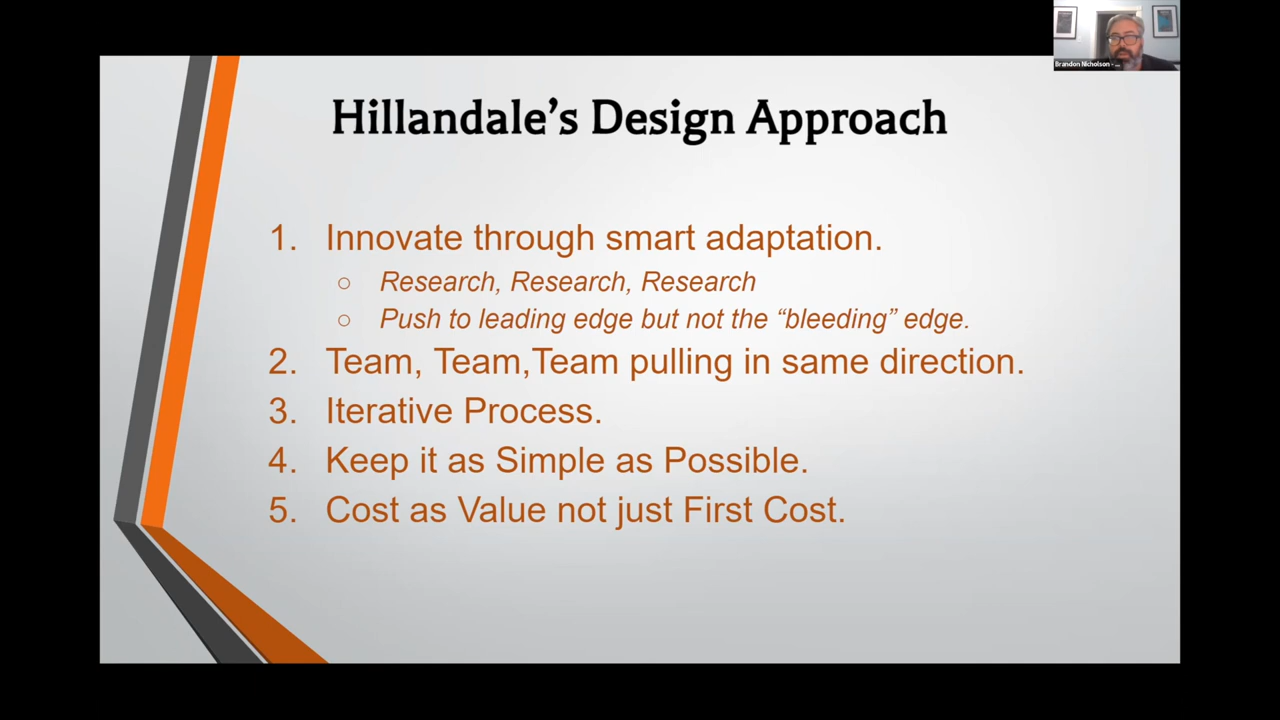 Brandon Nicholson - ...
Hillandale's Design Approach
1. Innovate through smart adaptation.
○ Research, Research, Research
○ Push to leading edge but not the “bleeding” edge.
2. Team, Team,Team pulling in same direction.
3. Iterative Process.
4. Keep it as Simple as Possible.
5. Cost as Value not just First Cost.